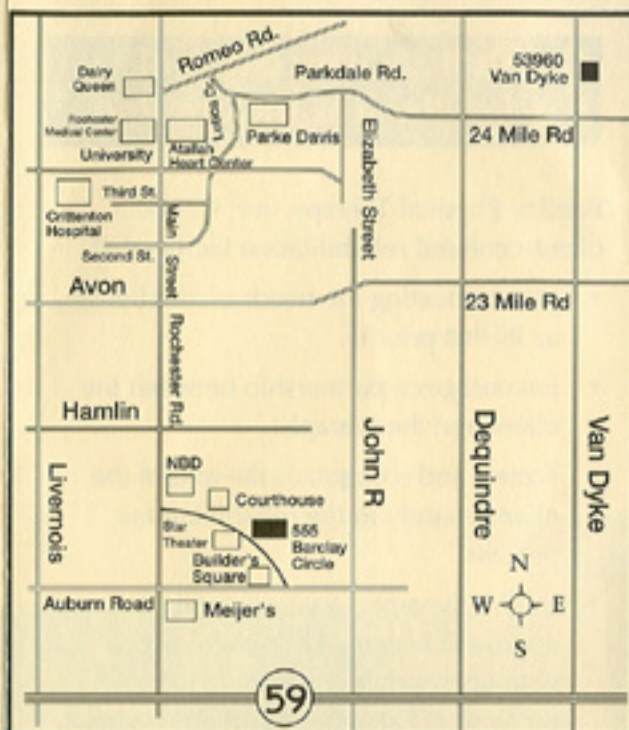 Romeo Rd.
Dairy
Queen
Parkdale Rd.
53960
Van Dyke
Rochester
Medical Center
University
Atallah
Heart Center
Parke Davis
24 Mile Rd
Elizabeth Street
Third St.
Crittenton
Hospital
Main
Street
Second St.
Avon
23 Mile Rd
Rochester Rd.
Hamlin
Livernois
John R
Dequindre
Van Dyke
NBD
Courthouse
Star
Theater
555
Barclay
Circle
Builder's
Square
N
W E
S
Auburn Road
Meijer's
59